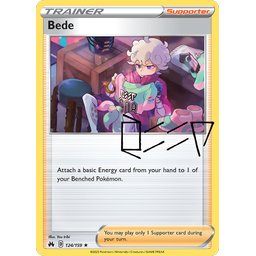 TRAINER Supporter
Bede
Attach a basic Energy card from your hand to 1 of
your Benched Pokémon.
You may play only 1 Supporter card during
your turn.
124/159 ★